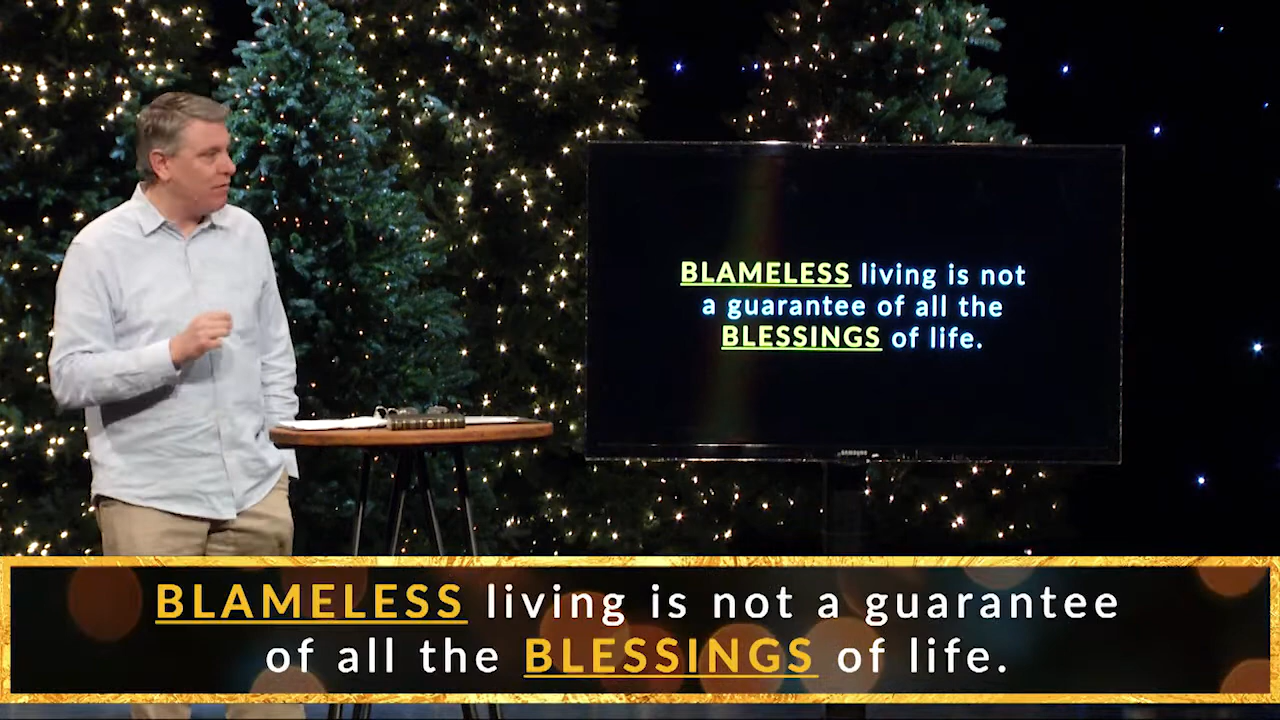 BLAMELESS living is not
a guarantee of all the
BLESSINGS of life.
SAMSUNG
BLAMELESS living is not a guarantee
of all the BLESSINGS of life.